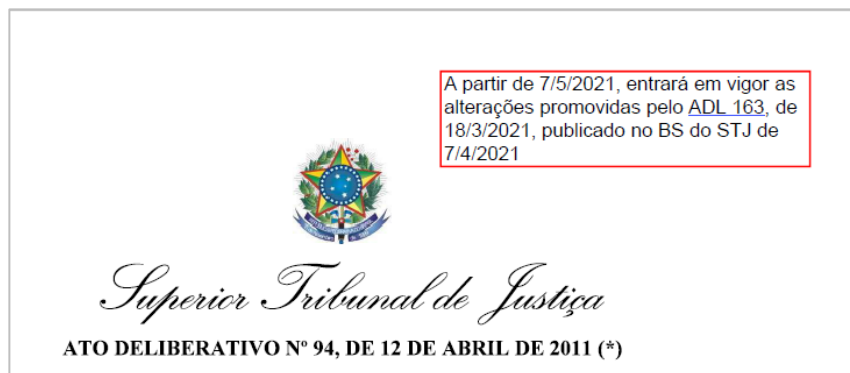 A partir de 7/5/2021, entrará em vigor as
alterações promovidas pelo ADL 163, de
18/3/2021, publicado no BS do STJ de
7/4/2021
Superior Tribunal de Justiça
ATO DELIBERATIVO Nº 94, DE 12 DE ABRIL DE 2011 (*)